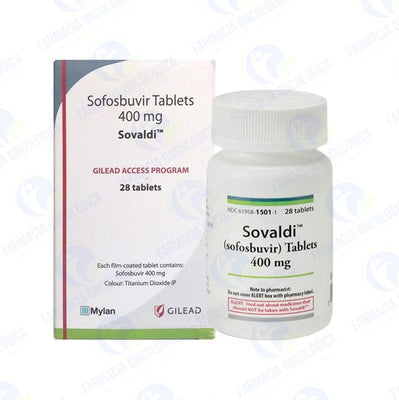 Sofosbuvir Tablets
400 mg
Sovaldi™
GILEAD ACCESS PROGRAM
28 tablets
Each film-coated tablet contains:
Sofosbuvir 400 mg
Colour: Titanium Dioxide IP
Mylan
GILEAD
NDC 61958-1501-1 28 tablets
Sovaldi™
(sofosbuvir) Tablets
400 mg
Note to pharmacist:
Do not cover ALERT box with pharmacy label.
ALERT: Find out about medicines that
should NOT be taken with Sovaldi™
FARMACIA ONCOLOGICA